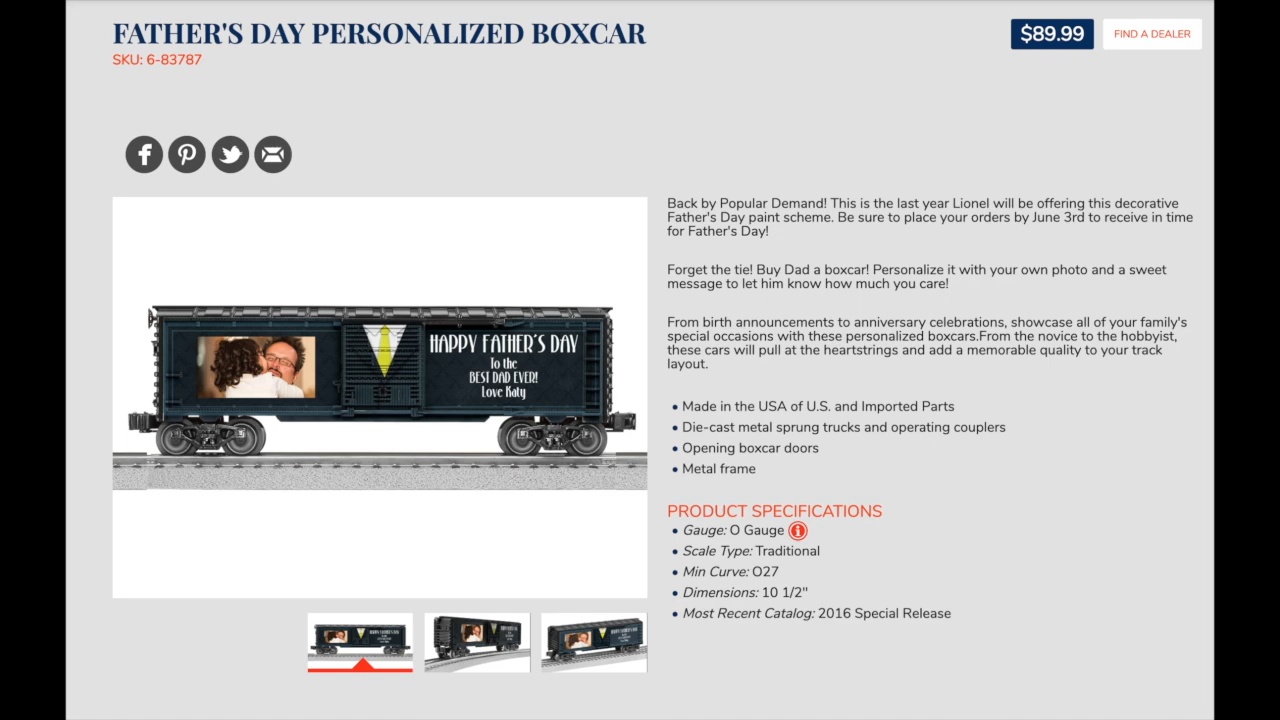 FATHER'S DAY PERSONALIZED BOXCAR
$89.99
FIND A DEALER
SKU: 6-83787
Back by Popular Demand! This is the last year Lionel will be offering this decorative
Father's Day paint scheme. Be sure to place your orders by June 3rd to receive in time
for Father's Day!
Forget the tie! Buy Dad a boxcar! Personalize it with your own photo and a sweet
message to let him know how much you care!
From birth announcements to anniversary celebrations, showcase all of your family's
special occasions with these personalized boxcars.From the novice to the hobbyist,
these cars will pull at the heartstrings and add a memorable quality to your track
layout.
HAPPY FATHER'S DAY
To the
BEST DAD EVER!
Love Katy
• Made in the USA of U.S. and Imported Parts
• Die-cast metal sprung trucks and operating couplers
• Opening boxcar doors
• Metal frame
PRODUCT SPECIFICATIONS
• Gauge: O Gauge
• Scale Type: Traditional
• Min Curve: O27
• Dimensions: 10 1/2"
• Most Recent Catalog: 2016 Special Release